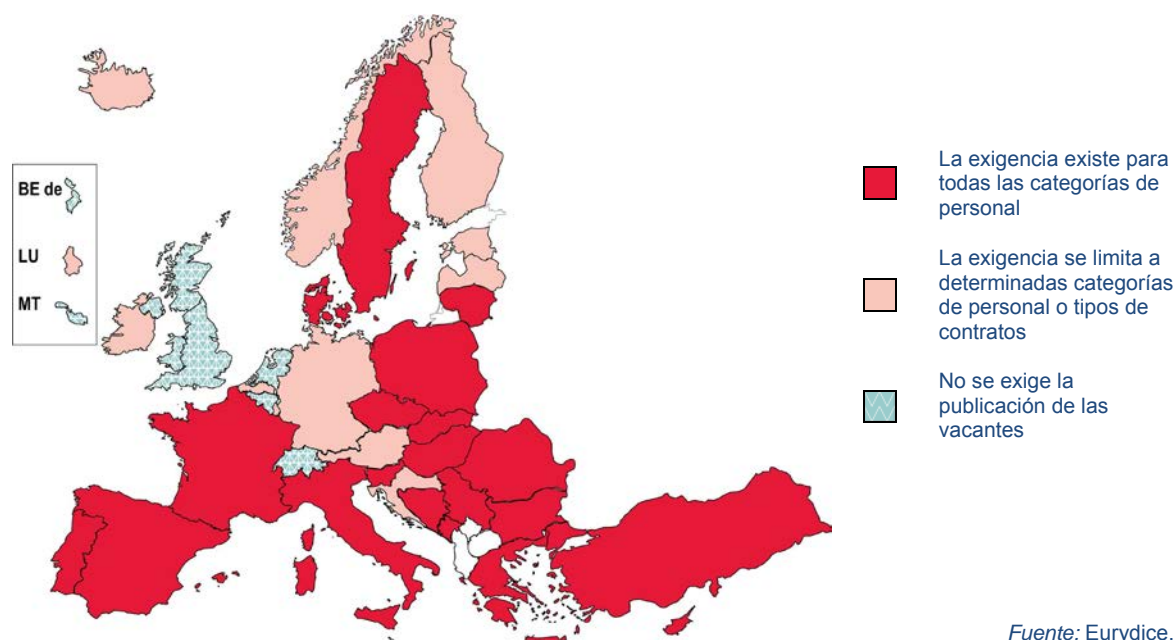 BE de
LU
MT
La exigencia existe para
todas las categorías de
personal
La exigencia se limita a
determinadas categorías
de personal o tipos de
contratos
No se exige la
publicación de las
vacantes
Fuente: Eurydice.